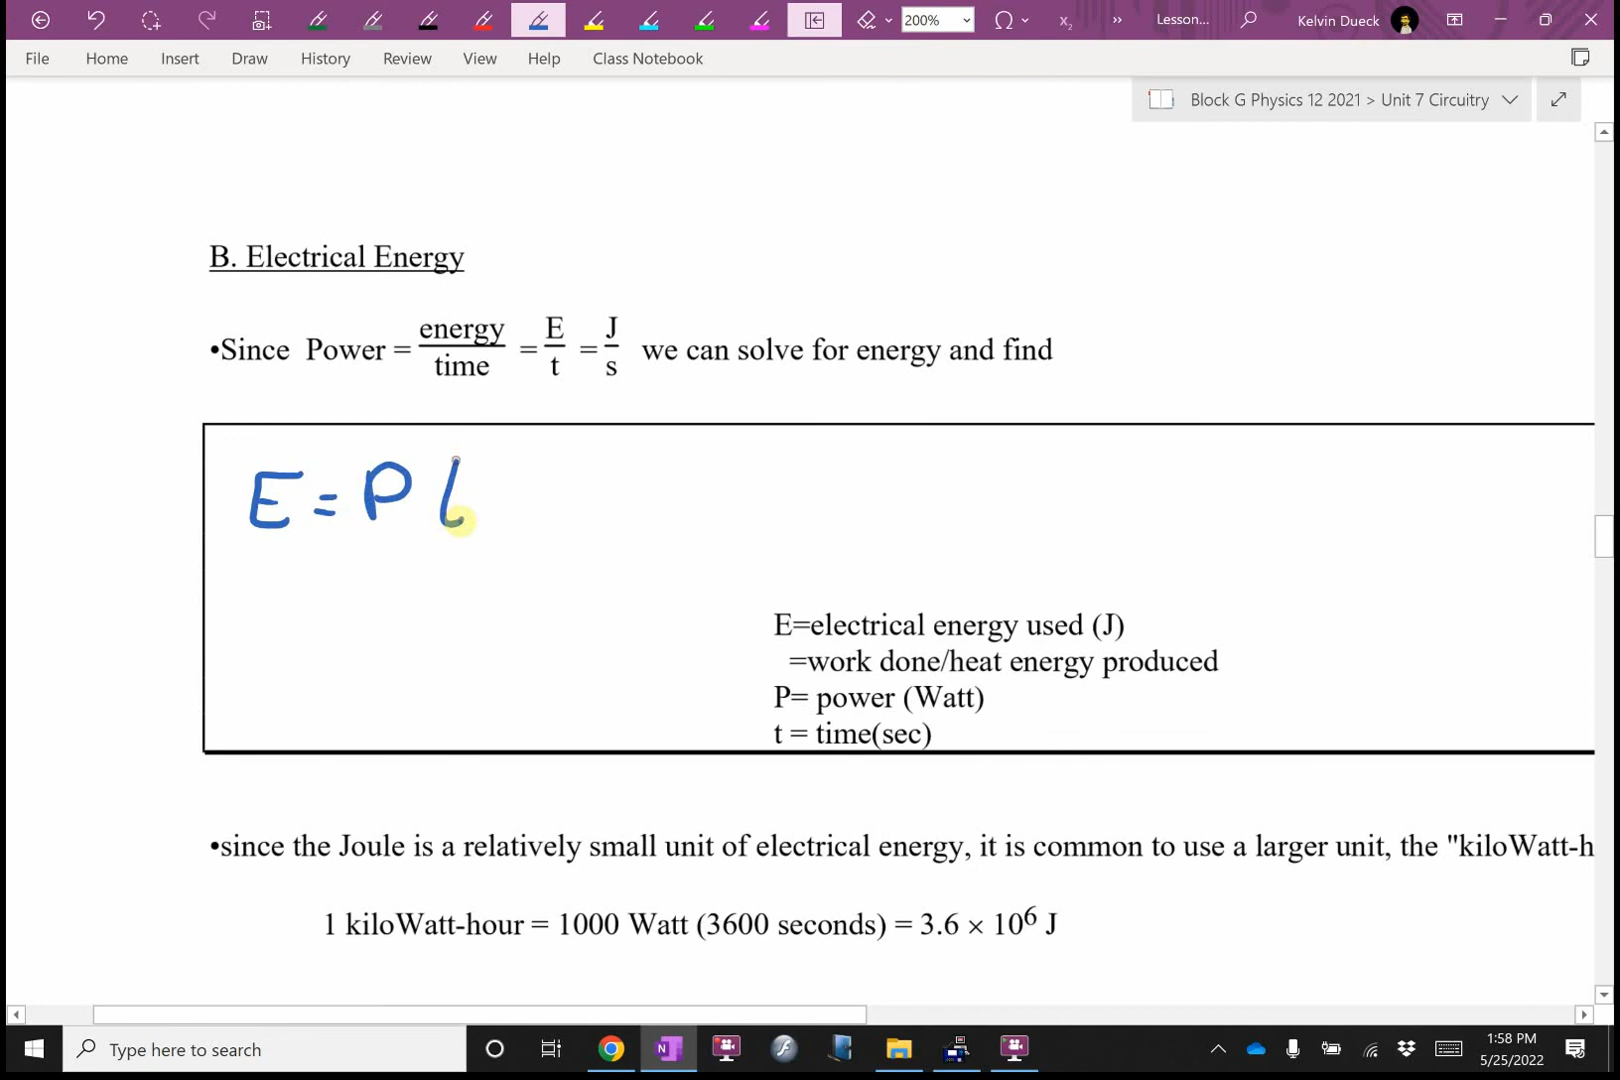 200%
Lesson...
Kelvin Dueck
File Home Insert Draw History Review View Help Class Notebook
Block G Physics 12 2021 > Unit 7 Circuitry
B. Electrical Energy
•Since Power = energy/time = E/t = J/s we can solve for energy and find
E = P
E=electrical energy used (J)
=work done/heat energy produced
P= power (Watt)
t = time(sec)
•since the Joule is a relatively small unit of electrical energy, it is common to use a larger unit, the "kiloWatt-h
1 kiloWatt-hour = 1000 Watt (3600 seconds) = 3.6 × 10⁶ J
Type here to search
1:58 PM
5/25/2022